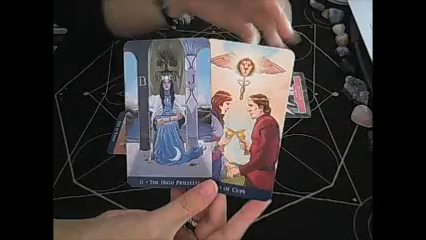 B
J
II • THE HIGH PRIESTESS
OF CUPS